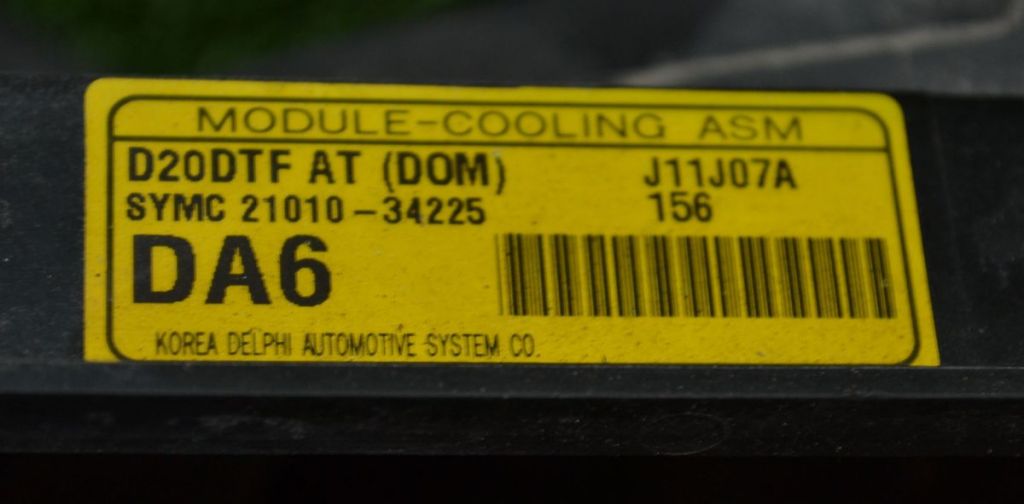 MODULE-COOLING ASM
D20DTF AT (DOM) J11J07A
SYMC 21010-34225 156
DA6
KOREA DELPHI AUTOMOTIVE SYSTEM CO.